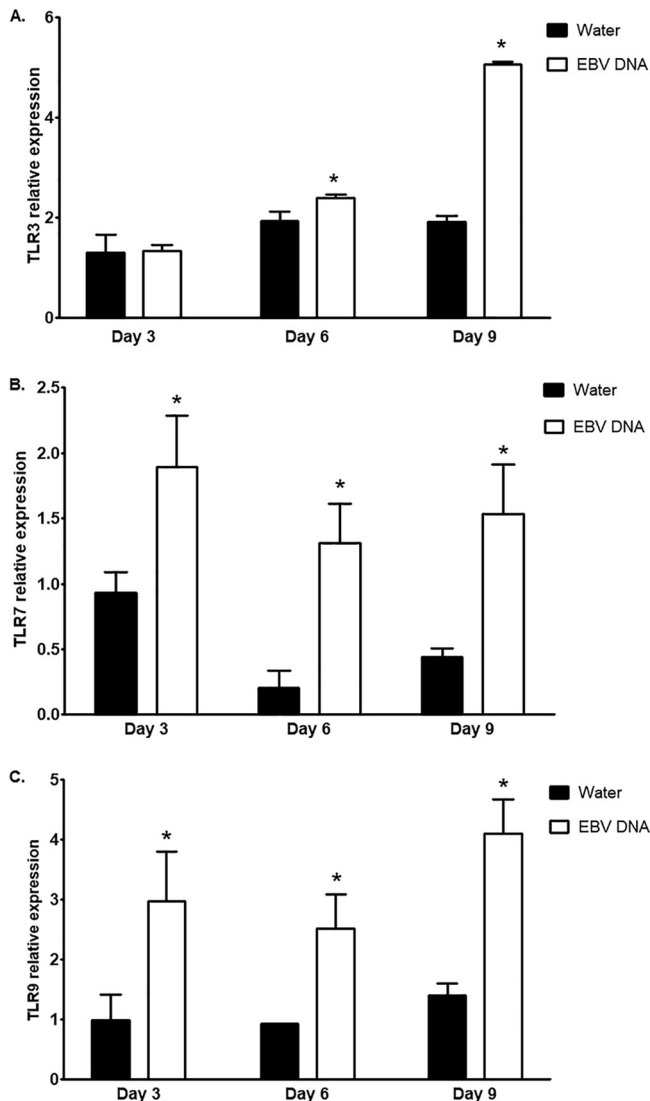 A.
6
4
2
0
TLR3 relative expression
Water
EBV DNA
*
*
Day 3 Day 6 Day 9
B.
2.5
2.0
1.5
1.0
0.5
0.0
TLR7 relative expression
Water
EBV DNA
*
*
*
Day 3 Day 6 Day 9
C.
5
4
3
2
1
0
TLR9 relative expression
Water
EBV DNA
*
*
*
Day 3 Day 6 Day 9